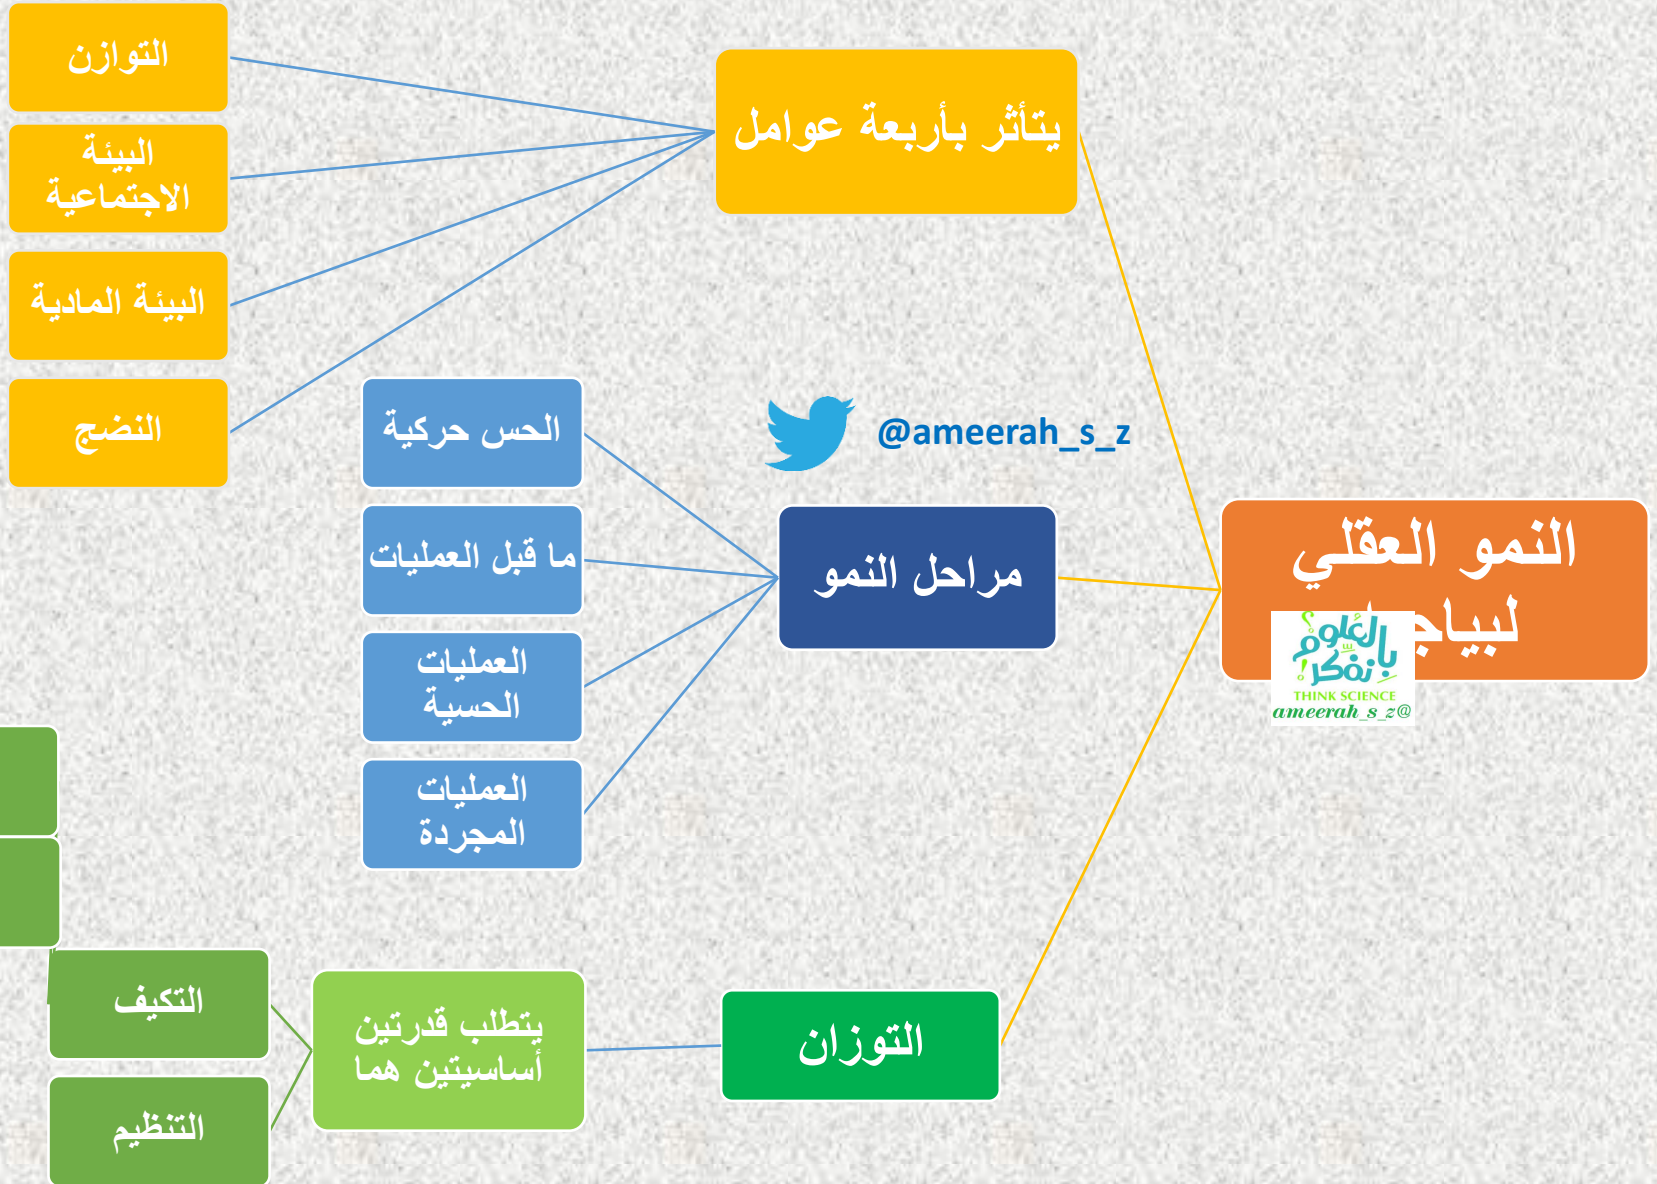 النمو العقلي
يتأثر بأربعة عوامل
التوازن
البيئة
الاجتماعية
البيئة المادية
النضج
@ameerah_s_z
مراحل النمو
الحس حركية
ما قبل العمليات
العمليات
الحسية
العمليات
المجردة
بالعلوم
نفكر
THINK SCIENCE
ameerah_s_z@
التوزان
يتطلب قدرتين
أساسيتين هما
التكيف
التنظيم